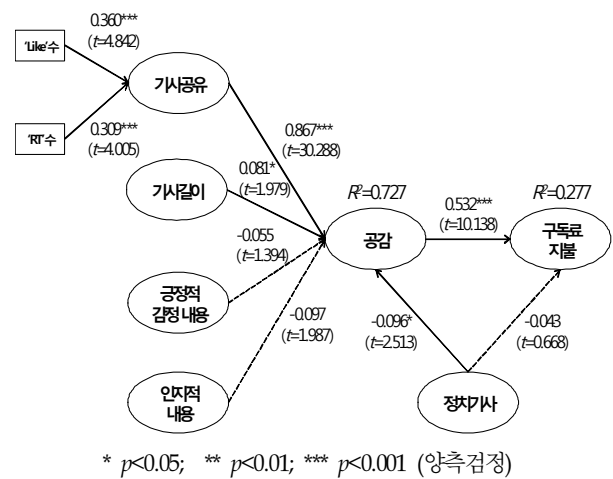 0.360***
(t=4.842)
'Like'수
기사공유
'RT'수
0.309***
(t=4.005)
0.867***
(t=30.288)
기사길이
0.081*
(t=1.979)
R²=0.727
공감
0.532***
(t=10.138)
R²=0.277
구독료
지불
-0.055
(t=1.394)
긍정적
감정 내용
-0.097
(t=1.987)
인지적
내용
-0.096*
(t=2.513)
-0.043
(t=0.668)
정치기사
* p<0.05; ** p<0.01; *** p<0.001 (양측검정)